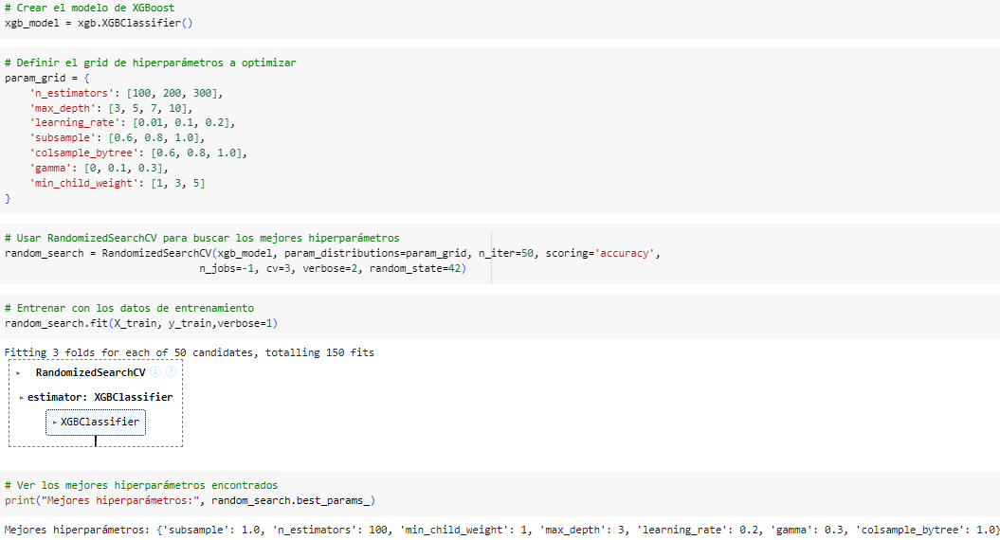 # Crear el modelo de XGBoost
xgb_model = xgb.XGBClassifier()
# Definir el grid de hiperparámetros a optimizar
param_grid = {
    'n_estimators': [100, 200, 300],
    'max_depth': [3, 5, 7, 10],
    'learning_rate': [0.01, 0.1, 0.2],
    'subsample': [0.6, 0.8, 1.0],
    'colsample_bytree': [0.6, 0.8, 1.0],
    'gamma': [0, 0.1, 0.3],
    'min_child_weight': [1, 3, 5]
}
# Usar RandomizedSearchCV para buscar los mejores hiperparámetros
random_search = RandomizedSearchCV(xgb_model, param_distributions=param_grid, n_iter=50, scoring='accuracy',
                                n_jobs=-1, cv=3, verbose=2, random_state=42)
# Entrenar con los datos de entrenamiento
random_search.fit(X_train, y_train,verbose=1)
Fitting 3 folds for each of 50 candidates, totalling 150 fits
RandomizedSearchCV i ?
estimator: XGBClassifier
XGBClassifier
# Ver los mejores hiperparámetros encontrados
print("Mejores hiperparámetros:", random_search.best_params_)
Mejores hiperparámetros: {'subsample': 1.0, 'n_estimators': 100, 'min_child_weight': 1, 'max_depth': 3, 'learning_rate': 0.2, 'gamma': 0.3, 'colsample_bytree': 1.0}